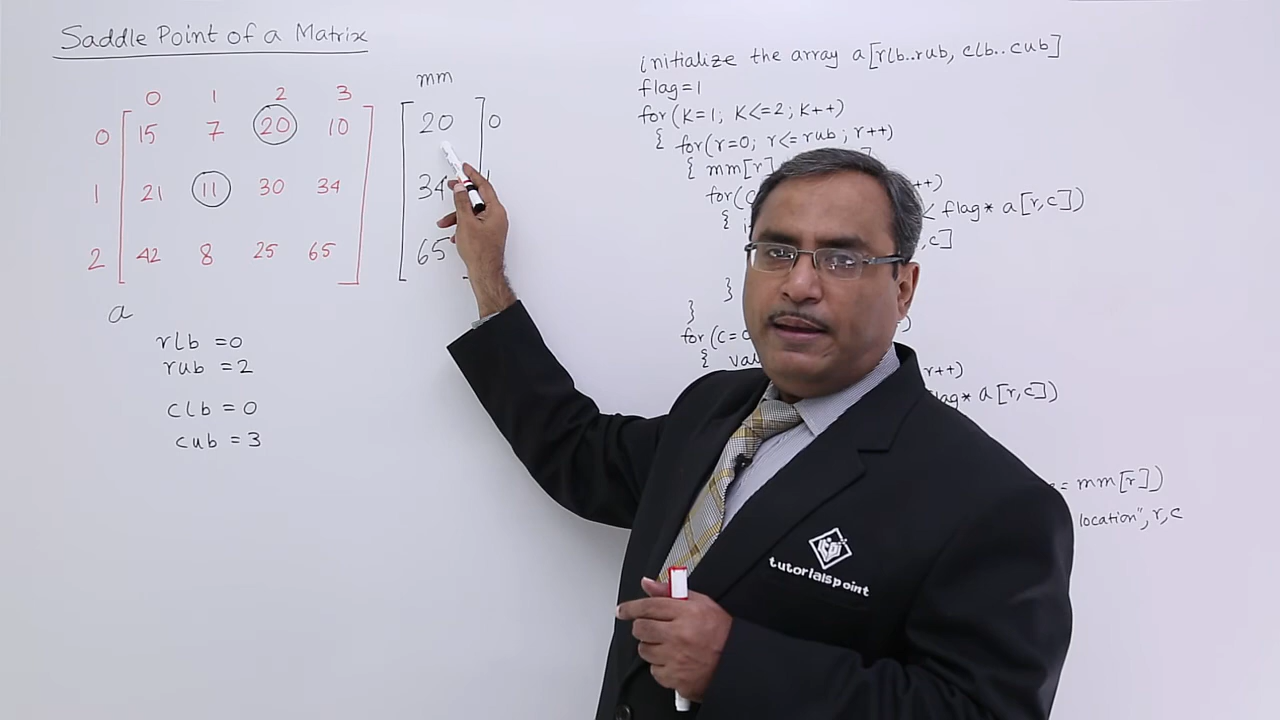 Saddle Point of a Matrix
mm
0 1 2 3
0 15 7 20 10 20 0
1 21 11 30 34 34
2 42 8 25 65 65
a
rlb = 0
rub = 2
clb = 0
cub = 3
initialize the array a[rlb..rub, clb..cub]
flag=1
for(K=1; K<=2; K++)
{ for(r=0; r<=rub; r++)
{ mm[r]
for(
{ flag* a[r,c])
}
}
for(c=
{ r++)
a[r,c])
= mm[r])
location", r,c
tutorialspoint